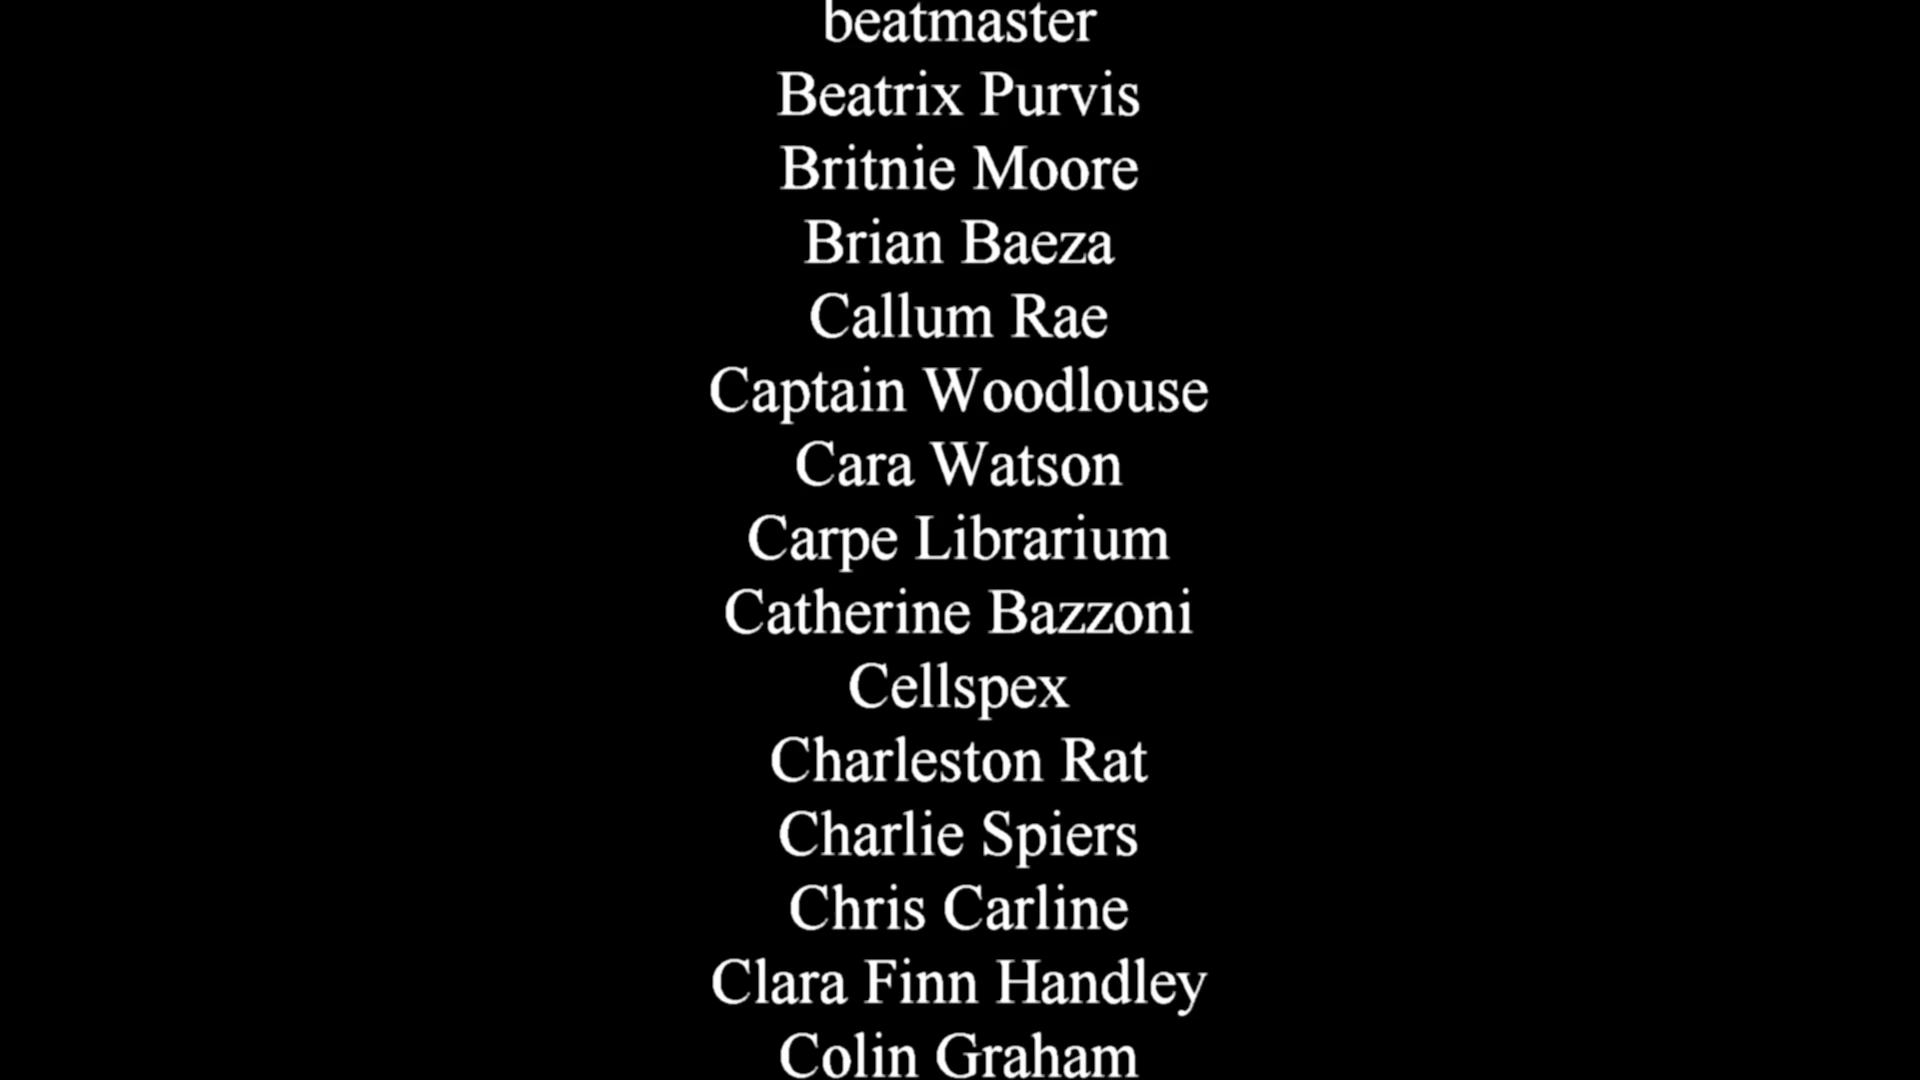 beatmaster
Beatrix Purvis
Britnie Moore
Brian Baeza
Callum Rae
Captain Woodlouse
Cara Watson
Carpe Librarium
Catherine Bazzoni
Cellspex
Charleston Rat
Charlie Spiers
Chris Carline
Clara Finn Handley
Colin Graham